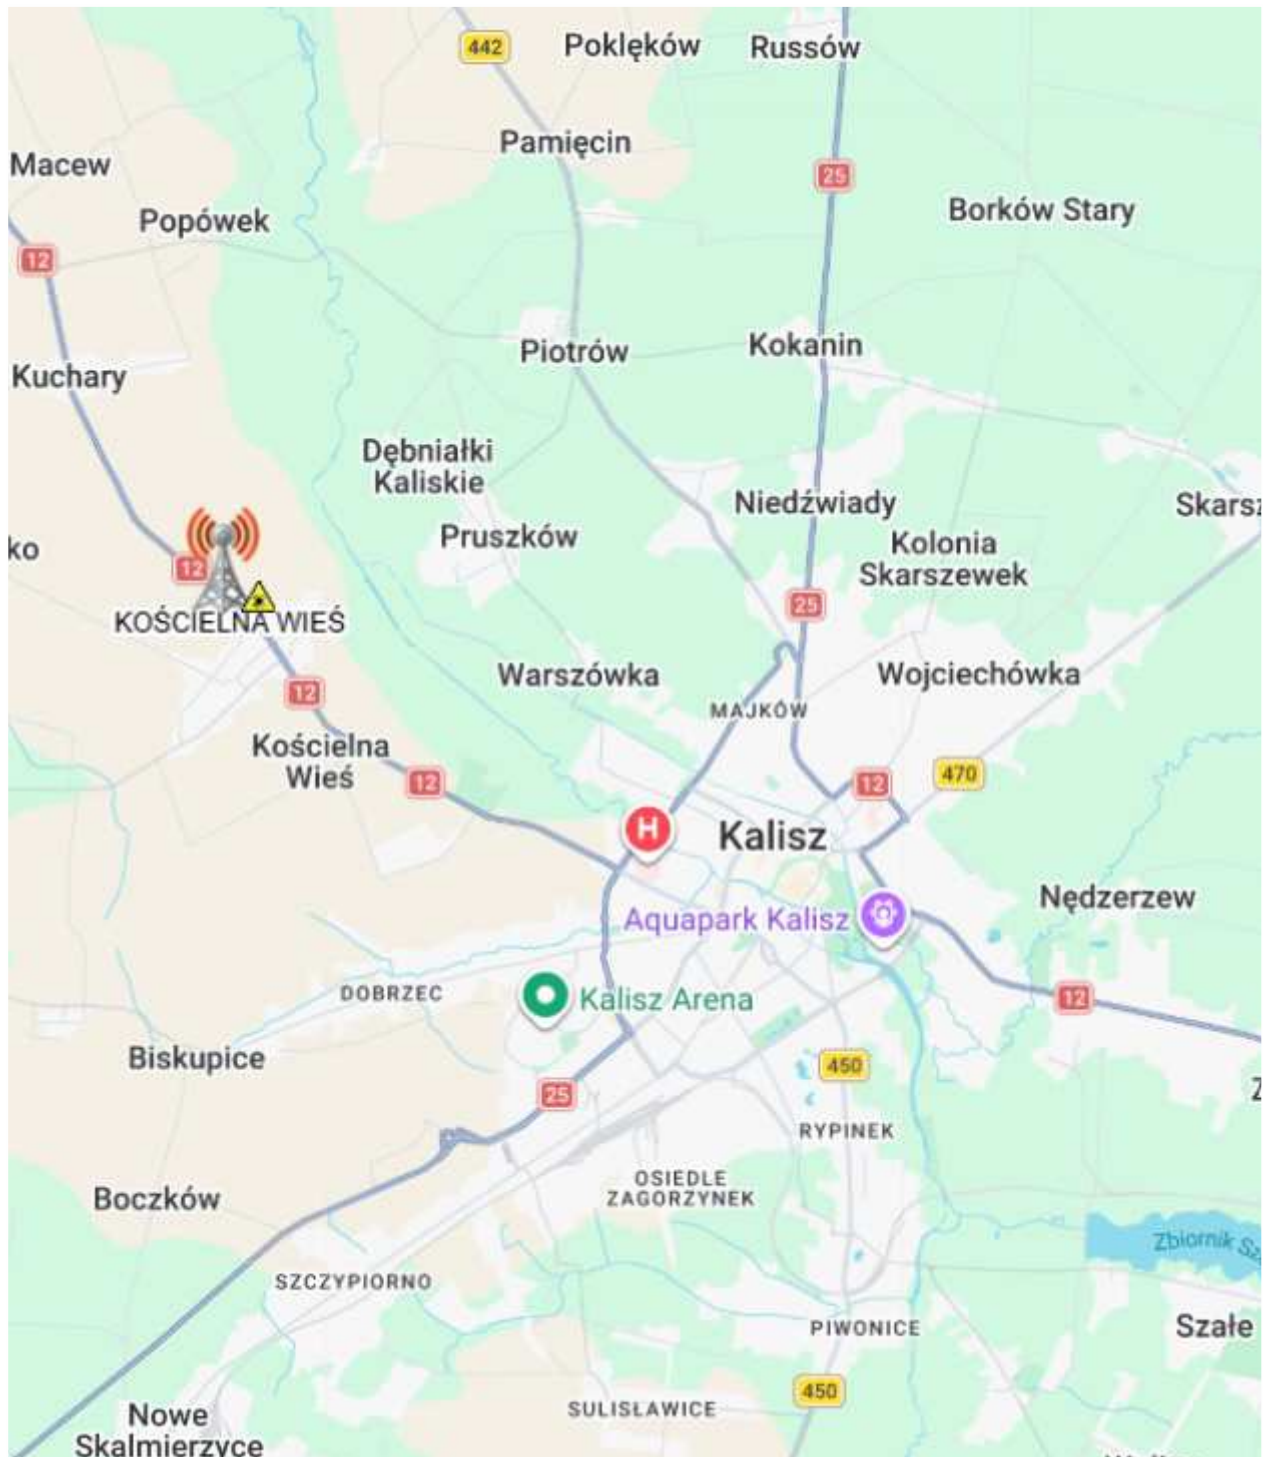 442
Poklęków
Russów
Pamięcin
Macew
25
Popówek
Borków Stary
12
Piotrów
Kokanin
Kuchary
Dębniałki
Kaliskie
Niedźwiady
Skarsz
Pruszków
ko
Kolonia
Skarszewek
12
25
KOŚCIELNA WIEŚ
Warszówka
Wojciechówka
12
MAJKÓW
Kościelna
Wieś
12
12
470
H
Kalisz
Nędzerzew
Aquapark Kalisz
DOBRZEC
Kalisz Arena
12
Biskupice
450
25
RYPINEK
OSIEDLE
ZAGORZYNEK
Boczków
Zbiornik Sza
SZCZYPIORNO
PIWONICE
Szałe
450
Nowe
Skalmierzyce
SULISŁAWICE